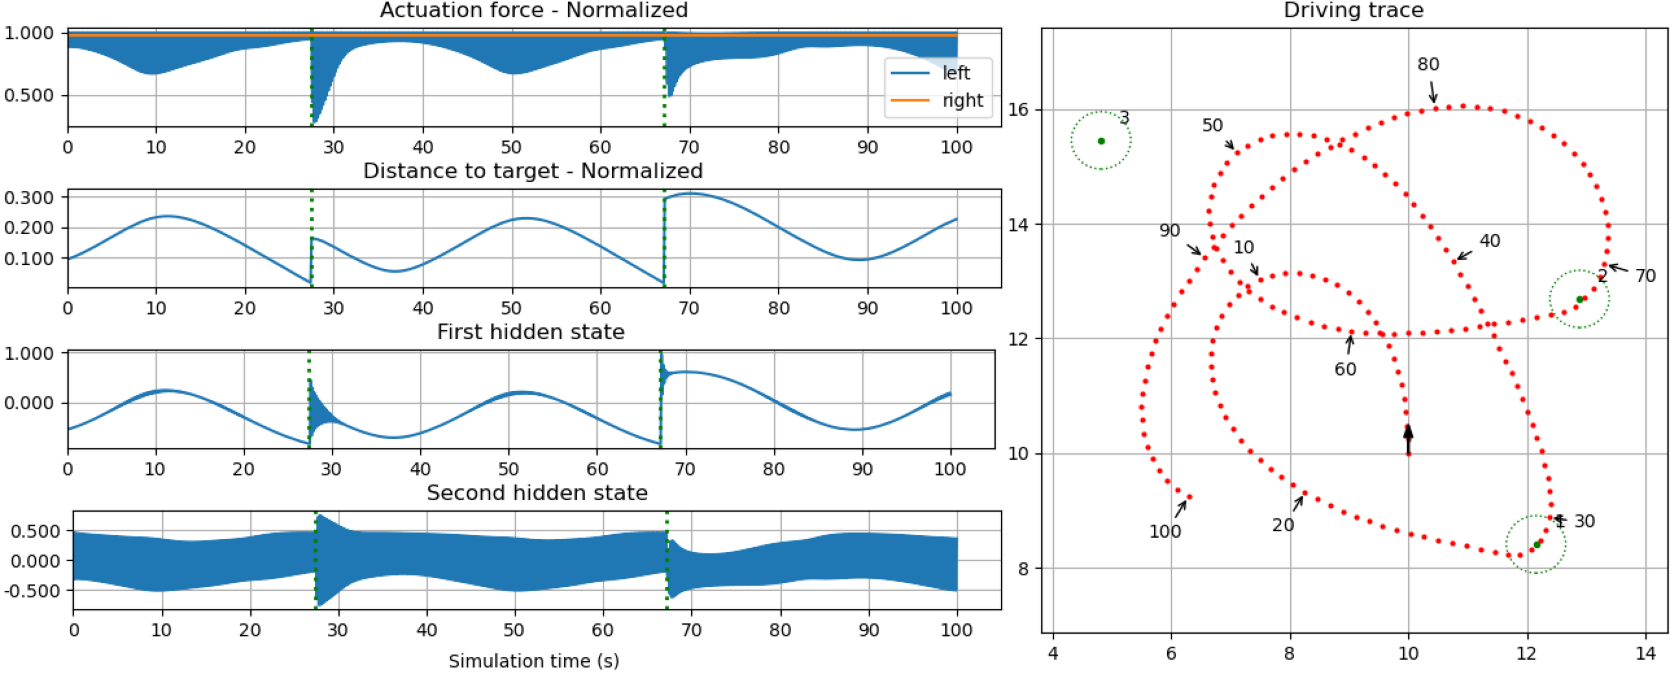 Actuation force - Normalized
1.000
0.500
left
right
0 10 20 30 40 50 60 70 80 90 100
Distance to target - Normalized
0.300
0.200
0.100
0 10 20 30 40 50 60 70 80 90 100
First hidden state
1.000
0.000
0 10 20 30 40 50 60 70 80 90 100
Second hidden state
0.500
0.000
-0.500
0 10 20 30 40 50 60 70 80 90 100
Simulation time (s)
Driving trace
16
14
12
10
8
4 6 8 10 12 14
80
3
50
90
10
40
2
70
60
20
1
30
100